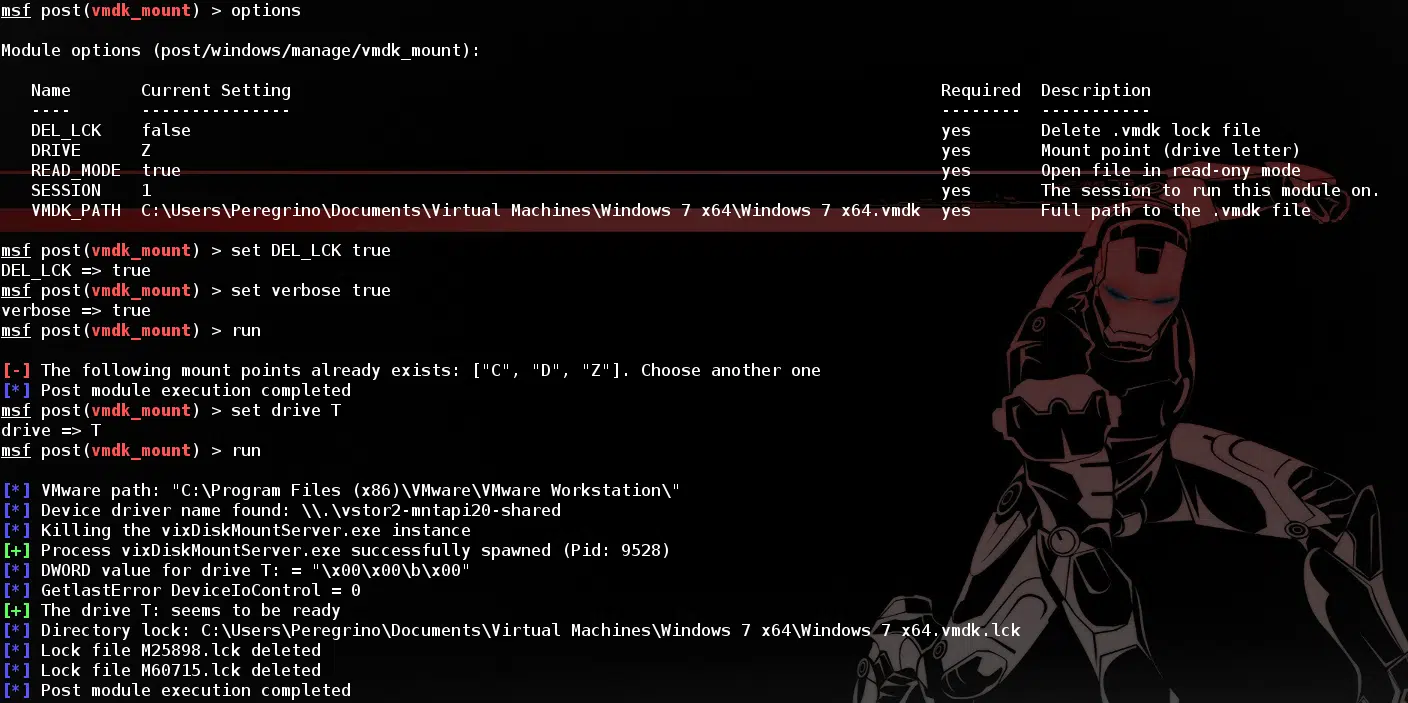 msf post(vmdk_mount) > options
Module options (post/windows/manage/vmdk_mount):
Name Current Setting Required Description
---- --------------- -------- -----------
DEL_LCK false yes Delete .vmdk lock file
DRIVE Z yes Mount point (drive letter)
READ_MODE true yes Open file in read-ony mode
SESSION 1 yes The session to run this module on.
VMDK_PATH C:\Users\Peregrino\Documents\Virtual Machines\Windows 7 x64\Windows 7 x64.vmdk yes Full path to the .vmdk file
msf post(vmdk_mount) > set DEL_LCK true
DEL_LCK => true
msf post(vmdk_mount) > set verbose true
verbose => true
msf post(vmdk_mount) > run
[-] The following mount points already exists: ["C", "D", "Z"]. Choose another one
[*] Post module execution completed
msf post(vmdk_mount) > set drive T
drive => T
msf post(vmdk_mount) > run
[*] VMware path: "C:\Program Files (x86)\VMware\VMware Workstation\"
[*] Device driver name found: \\.\vstor2-mntapi20-shared
[*] Killing the vixDiskMountServer.exe instance
[+] Process vixDiskMountServer.exe successfully spawned (Pid: 9528)
[*] DWORD value for drive T: = "\x00\x00\b\x00"
[*] GetlastError DeviceIoControl = 0
[+] The drive T: seems to be ready
[*] Directory lock: C:\Users\Peregrino\Documents\Virtual Machines\Windows 7 x64\Windows 7 x64.vmdk.lck
[*] Lock file M25898.lck deleted
[*] Lock file M60715.lck deleted
[*] Post module execution completed